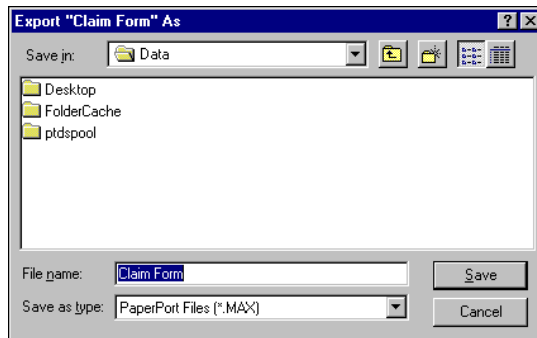 Export "Claim Form" As
Save in: Data
Desktop
FolderCache
ptdspool
File name: Claim Form Save
Save as type: PaperPort Files (*.MAX) Cancel